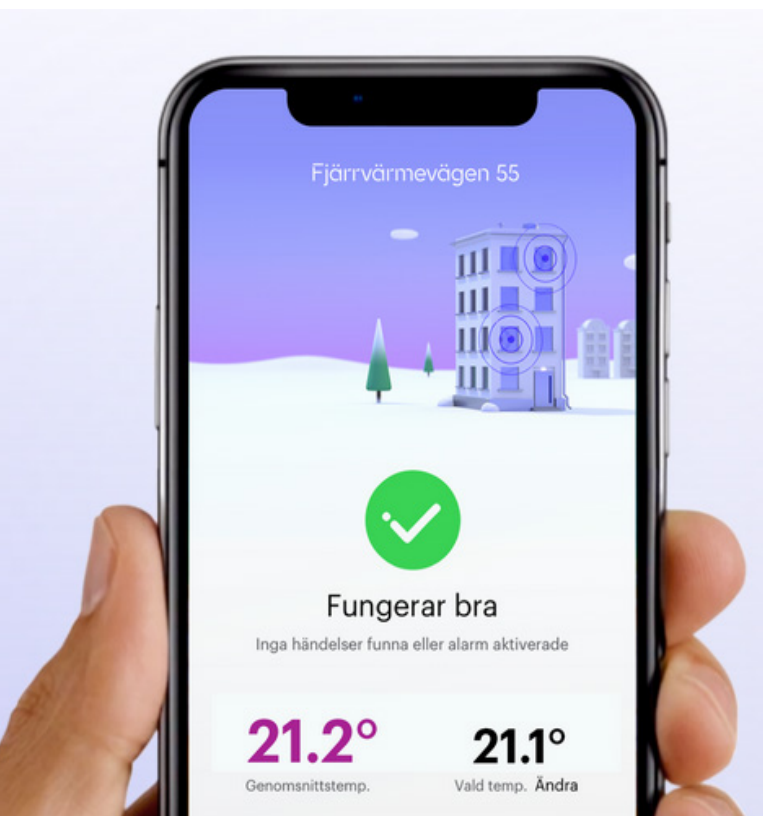 Fjärrvärmevägen 55
Fungerar bra
Inga händelser funna eller alarm aktiverade
21.2° 21.1°
Genomsnittstemp. Vald temp. Ändra